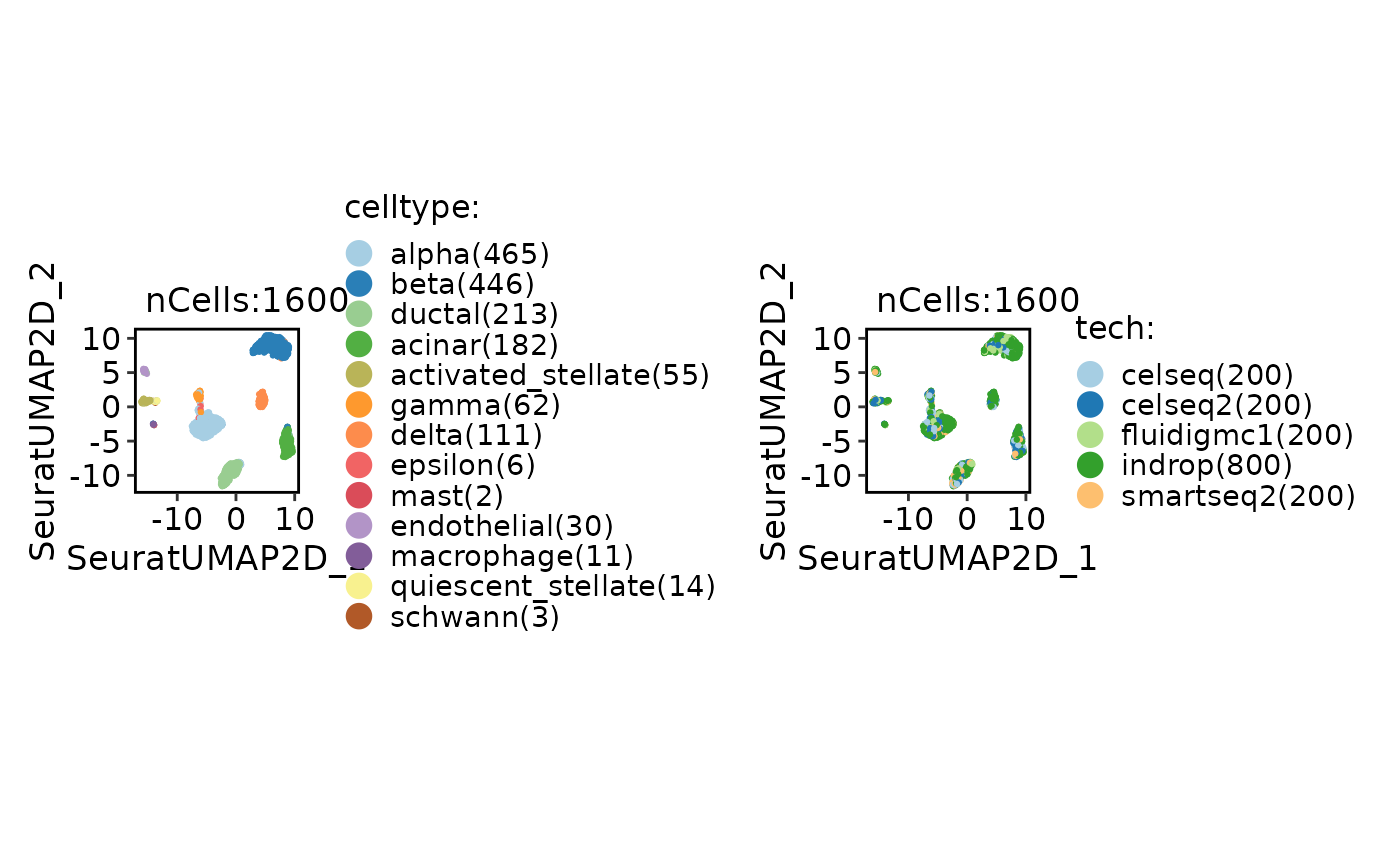 celltype:
alpha(465)
beta(446)
ductal(213)
acinar(182)
activated_stellate(55)
gamma(62)
delta(111)
epsilon(6)
mast(2)
endothelial(30)
macrophage(11)
quiescent_stellate(14)
schwann(3)
nCells:1600
SeuratUMAP2D_2
10
5
0
-5
-10
-10 0 10
SeuratUMAP2D_
nCells:1600
SeuratUMAP2D_2
10
5
0
-5
-10
-10 0 10
SeuratUMAP2D_1
tech:
celseq(200)
celseq2(200)
fluidigmc1(200)
indrop(800)
smartseq2(200)